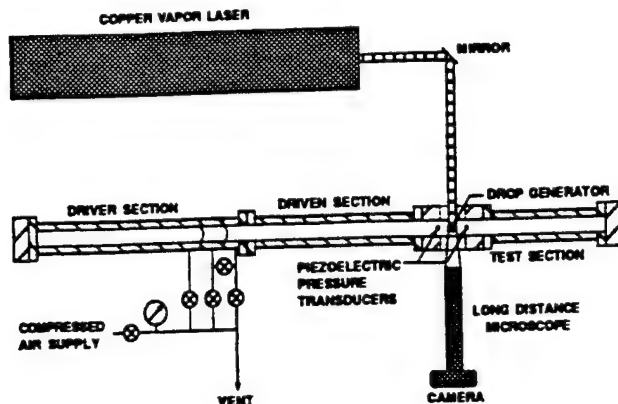 COPPER VAPOR LASER
MIRROR
DROP GENERATOR
DRIVER SECTION
DRIVEN SECTION
TEST SECTION
PIEZOELECTRIC
PRESSURE
TRANSDUCERS
LONG DISTANCE
MICROSCOPE
COMPRESSED
AIR SUPPLY
VENT
CAMERA